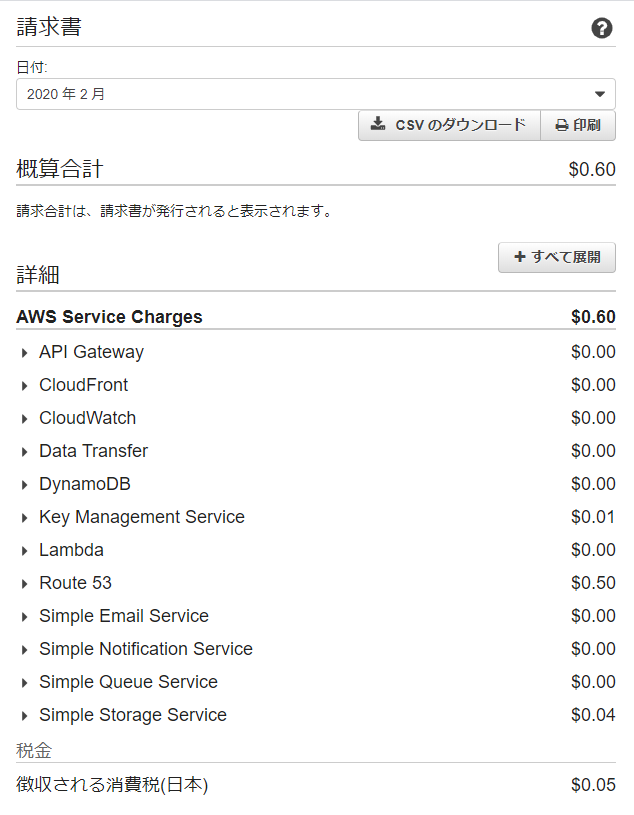 請求書
日付:
2020 年 2 月
CSV のダウンロード 印刷
概算合計 $0.60
請求合計は、請求書が発行されると表示されます。
すべて展開
詳細
AWS Service Charges $0.60
API Gateway $0.00
CloudFront $0.00
CloudWatch $0.00
Data Transfer $0.00
DynamoDB $0.00
Key Management Service $0.01
Lambda $0.00
Route 53 $0.50
Simple Email Service $0.00
Simple Notification Service $0.00
Simple Queue Service $0.00
Simple Storage Service $0.04
税金
徴収される消費税(日本) $0.05